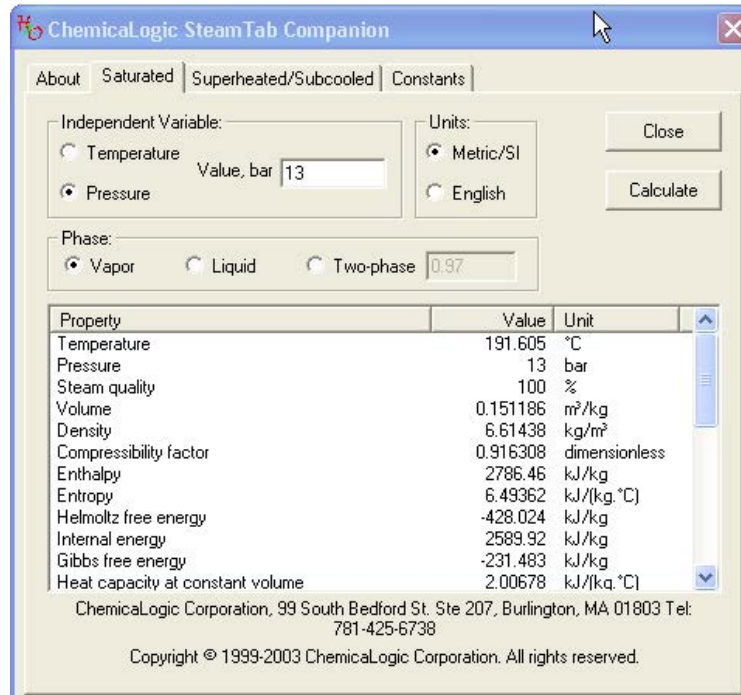 H2O ChemicaLogic SteamTab Companion
About Saturated Superheated/Subcooled Constants
Independent Variable:
Temperature
Value, bar 13
Pressure
Units:
Metric/SI
English
Close
Calculate
Phase:
Vapor Liquid Two-phase 0.97
Property Value Unit
Temperature 191.605 °C
Pressure 13 bar
Steam quality 100 %
Volume 0.151186 m³/kg
Density 6.61438 kg/m³
Compressibility factor 0.916308 dimensionless
Enthalpy 2786.46 kJ/kg
Entropy 6.49362 kJ/(kg.°C)
Helmoltz free energy -428.024 kJ/kg
Internal energy 2589.92 kJ/kg
Gibbs free energy -231.483 kJ/kg
Heat capacity at constant volume 2.00678 kJ/(kg.°C)
ChemicaLogic Corporation, 99 South Bedford St. Ste 207, Burlington, MA 01803 Tel:
781-425-6738
Copyright © 1999-2003 ChemicaLogic Corporation. All rights reserved.